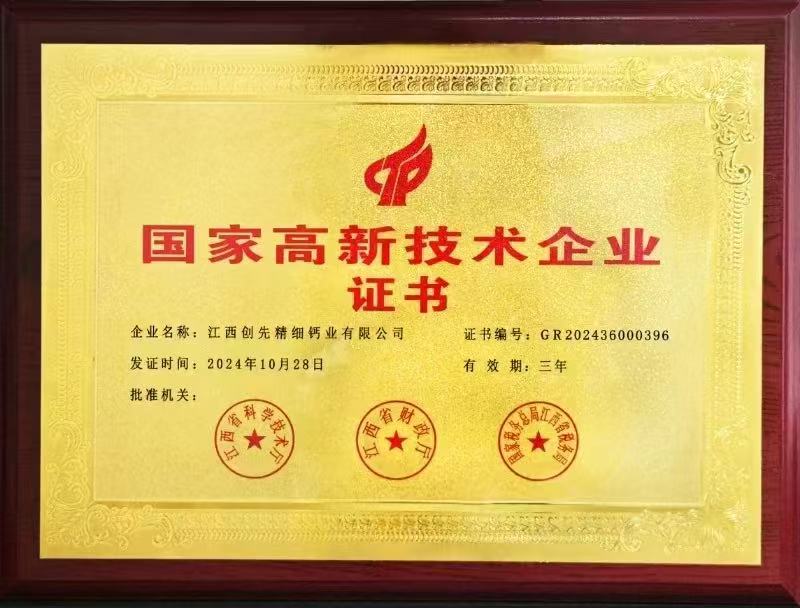 国家高新技术企业
证书
企业名称：江西创先精细钙业有限公司 证书编号：GR202436000396
发证时间：2024年10月28日 有 效 期：三年
批准机关：
江西省科学技术厅 江西省财政厅 国家税务总局江西省税务局